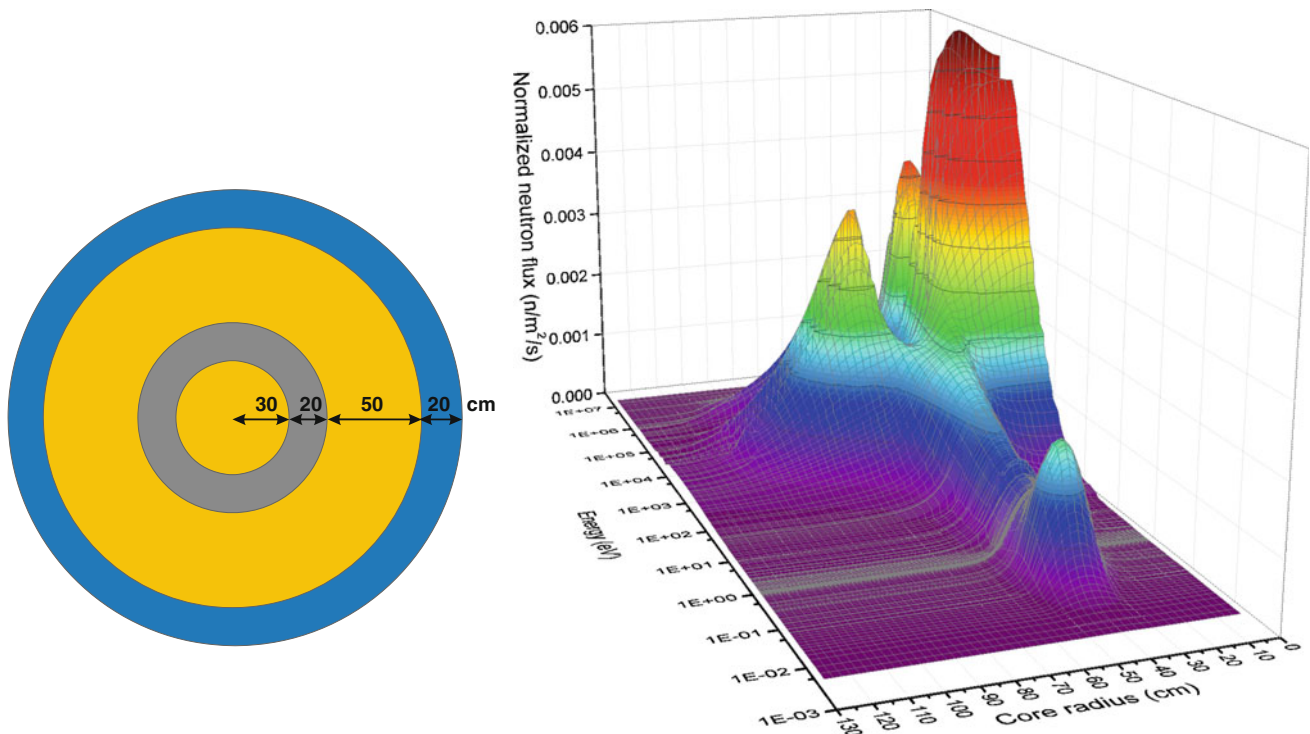 30 20 50 20 cm
Normalized neutron flux (n/m²/s)
0.006
0.005
0.004
0.003
0.002
0.001
0.000
Energy (eV)
1E+07
1E+06
1E+05
1E+04
1E+03
1E+02
1E+01
1E+00
1E-01
1E-02
1E-03
130 120 110 100 90 80 70 60 50 40 30 20 10 0
Core radius (cm)